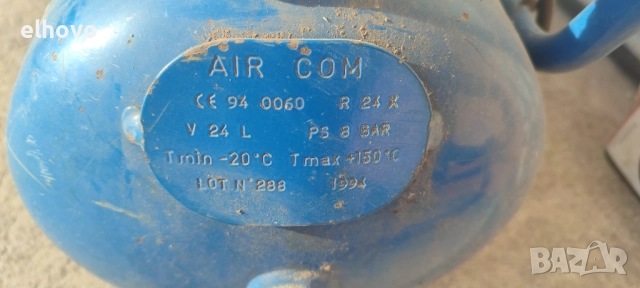 elhovo
AIR COM
CE 94 0060 R 24 X
V 24 L PS 8 BAR
Tmin -20°C Tmax +150°C
LOT N°288 1994
BAZAR